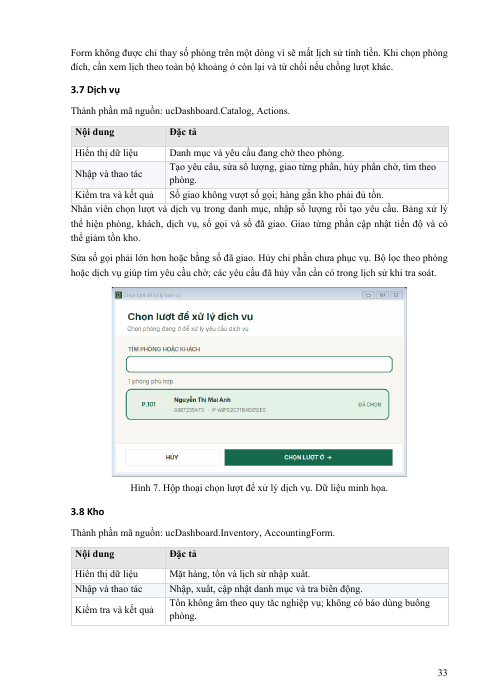 Form không được chỉ thay số phòng trên một dòng vì sẽ mất lịch sử tính tiền. Khi chọn phòng
đích, cần xem lịch theo toàn bộ khoảng ở còn lại và từ chối nếu chồng lượt khác.
3.7 Dịch vụ
Thành phần mã nguồn: ucDashboard.Catalog, Actions.
Nội dung Đặc tả
Hiển thị dữ liệu Danh mục và yêu cầu đang chờ theo phòng.
Nhập và thao tác Tạo yêu cầu, sửa số lượng, giao từng phần, hủy phần chờ, tìm theo
phòng.
Kiểm tra và kết quả Số giao không vượt số gọi; hàng gắn kho phải đủ tồn.
Nhân viên chọn lượt và dịch vụ trong danh mục, nhập số lượng rồi tạo yêu cầu. Bảng xử lý
thể hiện phòng, khách, dịch vụ, số gọi và số đã giao. Giao từng phần cập nhật tiến độ và có
thể giảm tồn kho.
Sửa số gọi phải lớn hơn hoặc bằng số đã giao. Hủy chỉ phần chưa phục vụ. Bộ lọc theo phòng
hoặc dịch vụ giúp tìm yêu cầu chờ; các yêu cầu đã hủy vẫn cần có trong lịch sử khi tra soát.
Chọn lượt để xử lý dịch vụ
Chọn lượt để xử lý dịch vụ
Chọn phòng đang ở để xử lý yêu cầu dịch vụ
TÌM PHÒNG HOẶC KHÁCH
1 phòng phù hợp
P.101 Nguyễn Thị Mai Anh ĐÃ CHỌN
HỦY CHỌN LƯỢT Ở →
Hình 7. Hộp thoại chọn lượt để xử lý dịch vụ. Dữ liệu minh họa.
3.8 Kho
Thành phần mã nguồn: ucDashboard.Inventory, AccountingForm.
Nội dung Đặc tả
Hiển thị dữ liệu Mặt hàng, tồn và lịch sử nhập xuất.
Nhập và thao tác Nhập, xuất, cập nhật danh mục và tra biến động.
Kiểm tra và kết quả Tồn không âm theo quy tắc nghiệp vụ; không có báo dùng buồng
phòng.
33